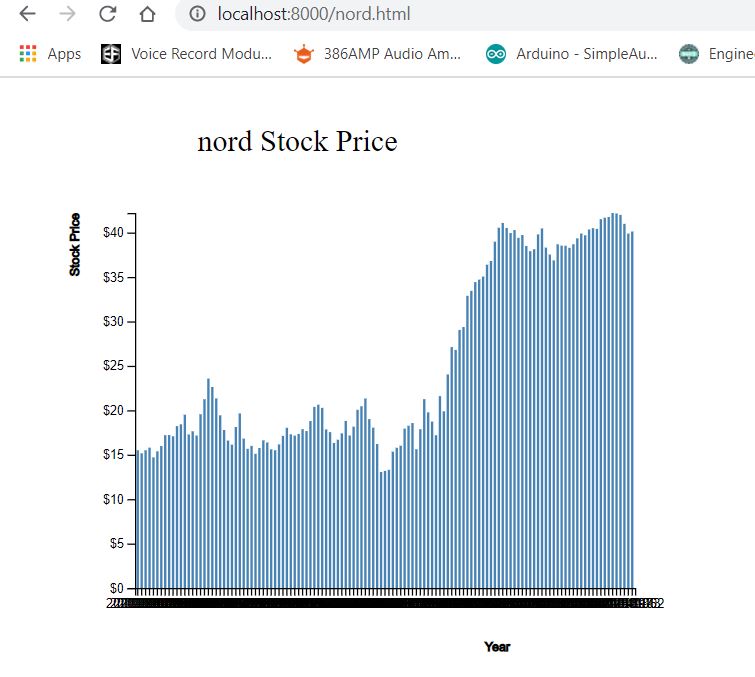 localhost:8000/nord.html
Apps Voice Record Modu... 386AMP Audio Am... Arduino - SimpleAu... Engine
nord Stock Price
Stock Price
$40
$35
$30
$25
$20
$15
$10
$5
$0
Year